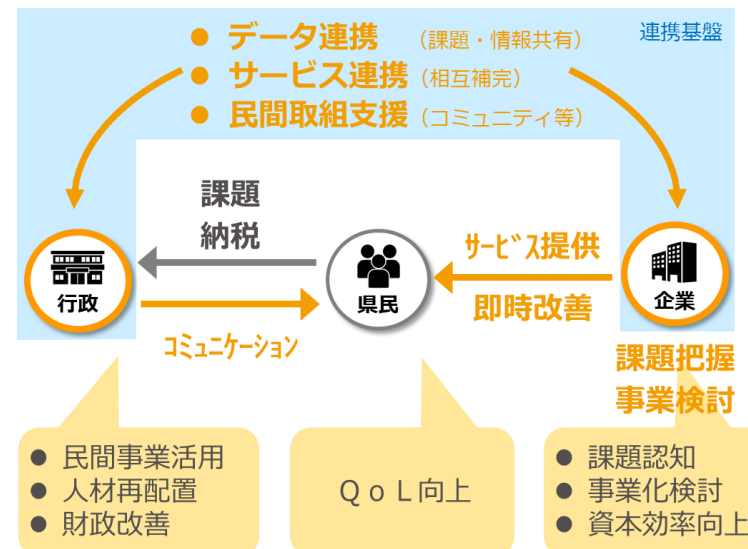 ● データ連携 (課題・情報共有)
連携基盤
● サービス連携 (相互補完)
● 民間取組支援 (コミュニティ等)
課題
納税
サービス提供
行政
県民
企業
即時改善
コミュニケーション
課題把握
事業検討
● 民間事業活用
● 人材再配置
● 財政改善
QoL向上
● 課題認知
● 事業化検討
● 資本効率向上